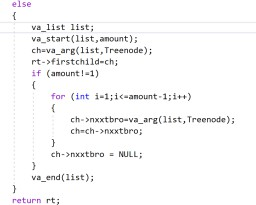 else
{
va_list list;
va_start(list,amount);
ch=va_arg(list,Treenode);
rt->firstchild=ch;
if (amount!=1)
{
for (int i=1;i<=amount-1;i++)
{
ch->nxxtbro=va_arg(list,Treenode);
ch=ch->nxxtbro;
}
ch->nxxtbro = NULL;
}
va_end(list);
}
return rt;